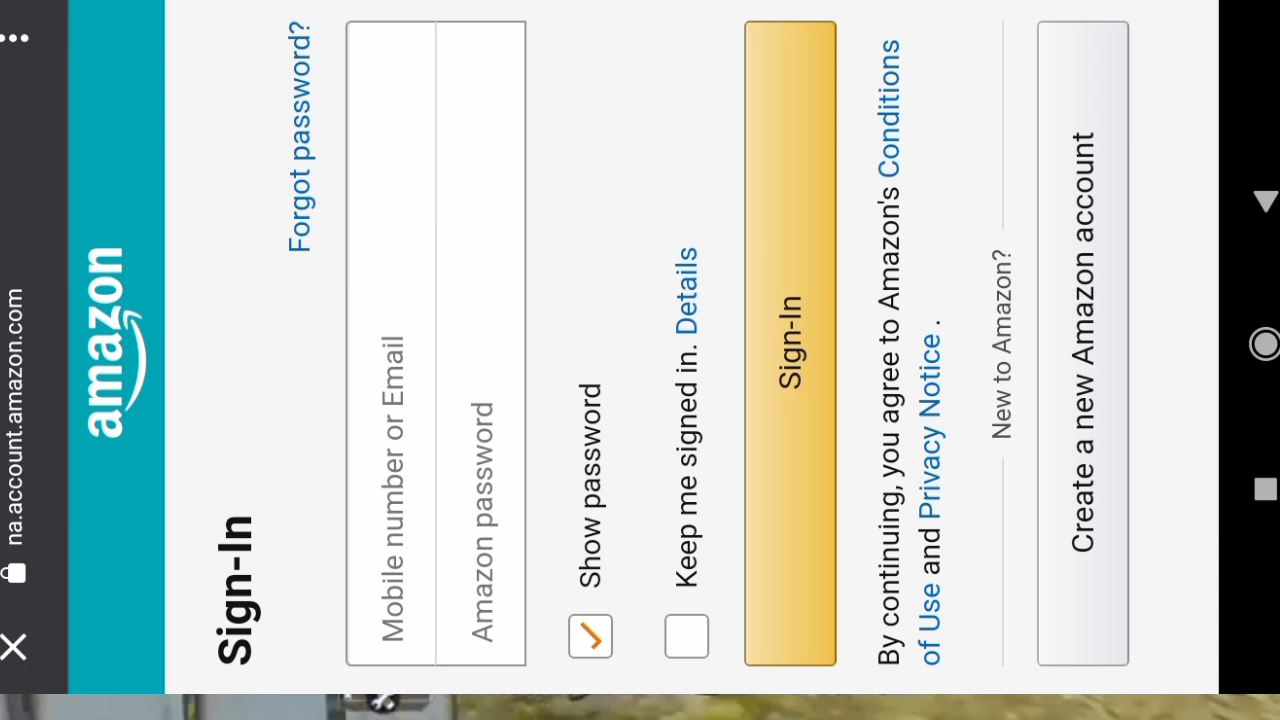 na.account.amazon.com
amazon
Sign-In
Forgot password?
Mobile number or Email
Amazon password
Show password
Keep me signed in. Details
Sign-In
By continuing, you agree to Amazon's Conditions
of Use and Privacy Notice .
New to Amazon?
Create a new Amazon account